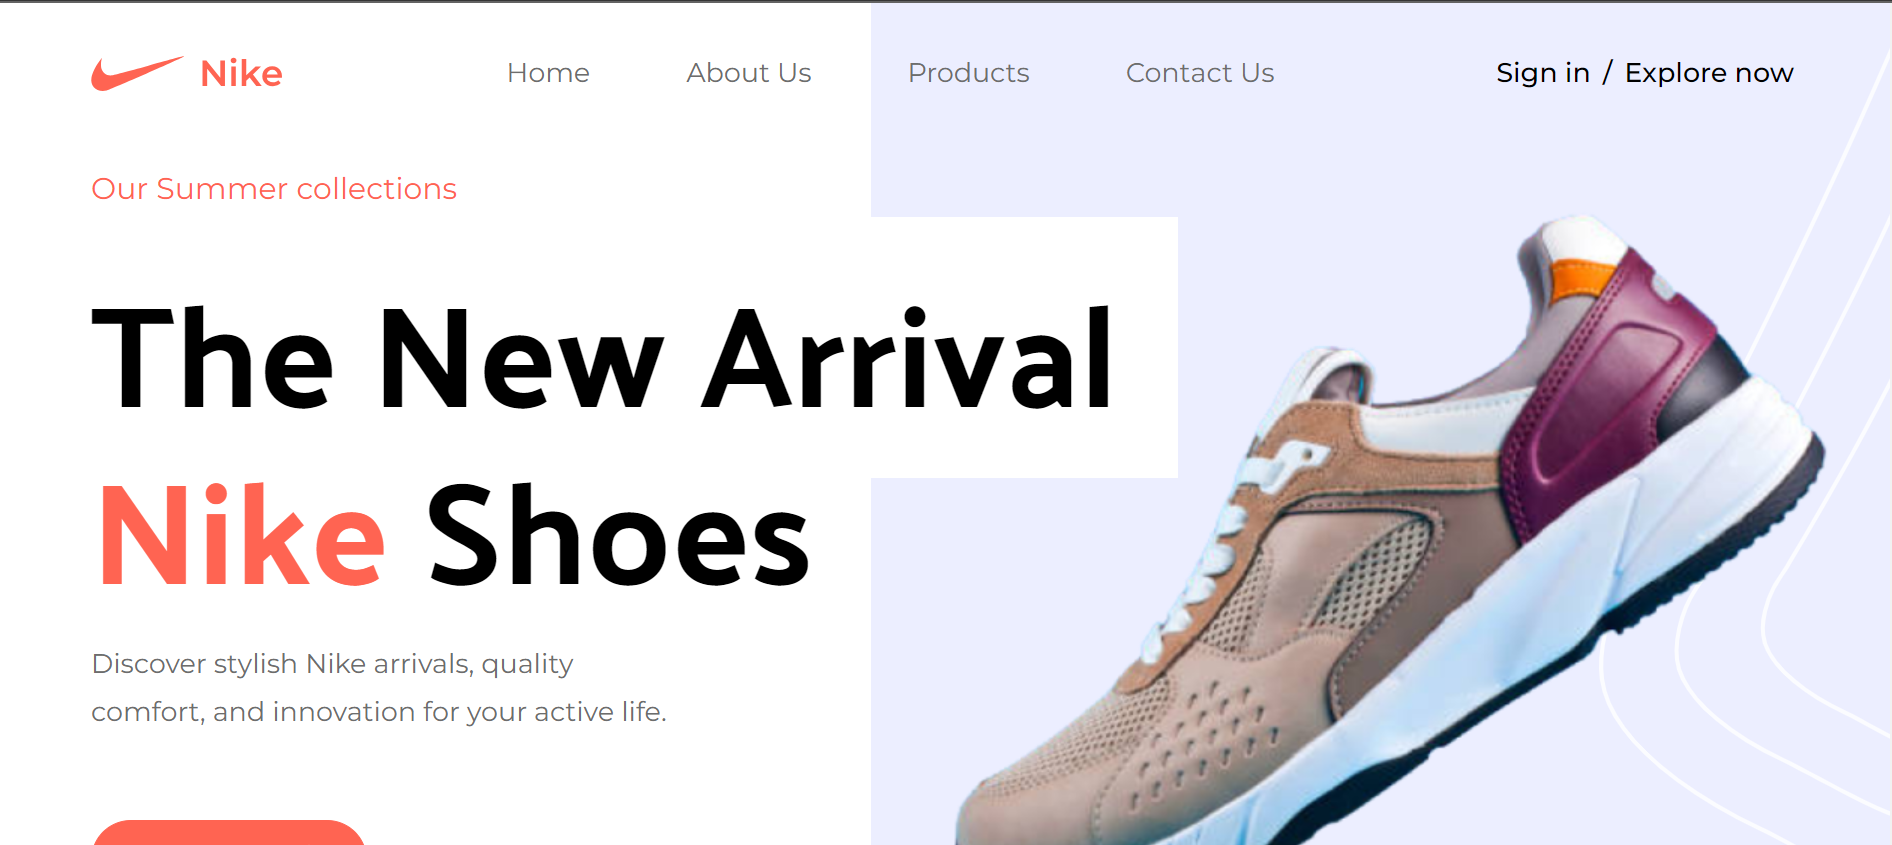 Nike
Home About Us Products Contact Us Sign in / Explore now
Our Summer collections
The New Arrival
Nike Shoes
Discover stylish Nike arrivals, quality
comfort, and innovation for your active life.